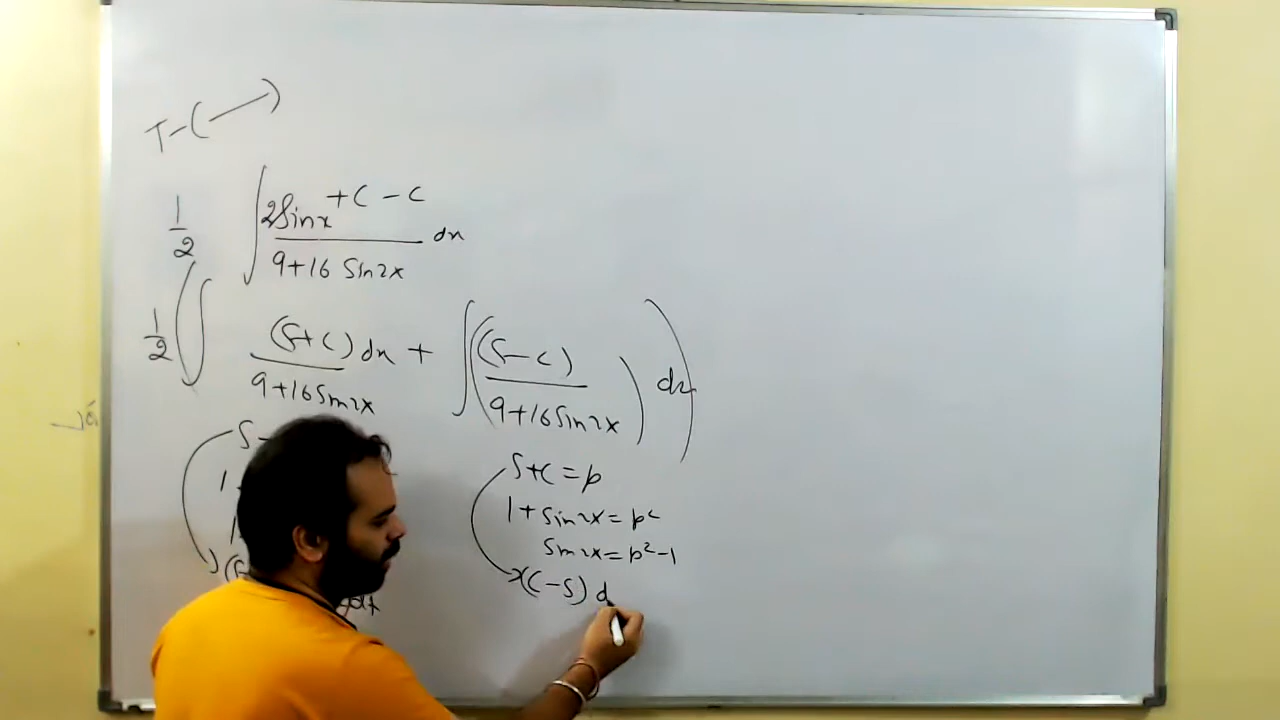 T-( →)
1/2 ∫ 2Sinx + C - C / 9+16 Sin2x dx
1/2 ( ∫ (S+C) dx / 9+16Sin2x + ∫ ( (S-C) / 9+16Sin2x ) dx )
S -
S+C = p
1+ Sin2x = p²
Sin2x = p²-1
(C-S) d
dt